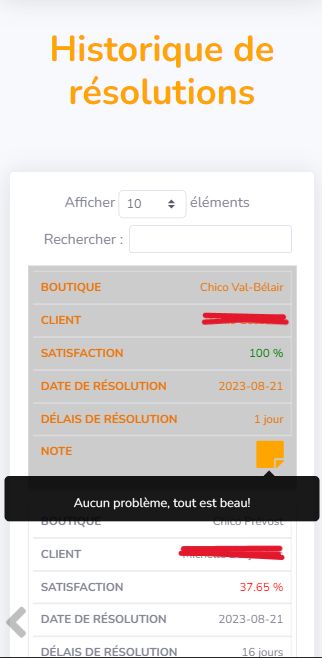 Historique de
résolutions
Afficher 10 éléments
Rechercher :
BOUTIQUE Chico Val-Bélair
CLIENT
SATISFACTION 100 %
DATE DE RÉSOLUTION 2023-08-21
DÉLAIS DE RÉSOLUTION 1 jour
NOTE
Aucun problème, tout est beau!
BOUTIQUE Chico Prévost
CLIENT
SATISFACTION 37.65 %
DATE DE RÉSOLUTION 2023-08-21
DÉLAIS DE RÉSOLUTION 16 jours